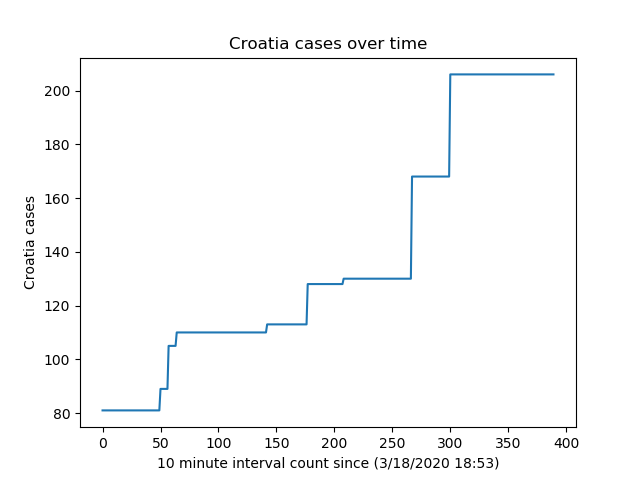 Croatia cases over time
200
180
160
140
120
100
80
Croatia cases
0 50 100 150 200 250 300 350 400
10 minute interval count since (3/18/2020 18:53)